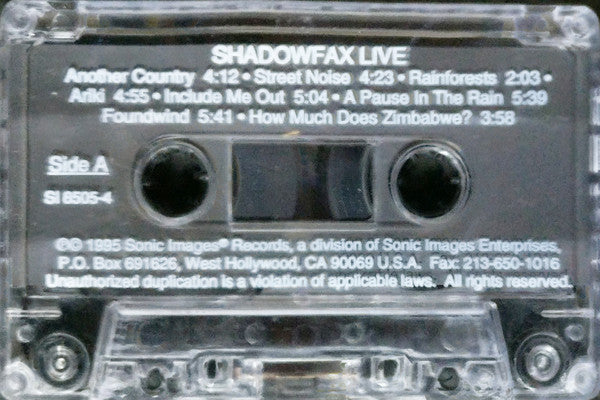 SHADOWFAX LIVE
Another Country 4:12 • Street Noise 4:23 • Rainforests 2:03 •
Ariki 4:55 • Include Me Out 5:04 • A Pause In The Rain 5:39
Foundwind 5:41 • How Much Does Zimbabwe? 3:58
Side A
SI 8505-4
℗© 1995 Sonic Images® Records, a division of Sonic Images Enterprises,
P.O. Box 691626, West Hollywood, CA 90069 U.S.A. Fax: 213-650-1016
Unauthorized duplication is a violation of applicable laws. All rights reserved.